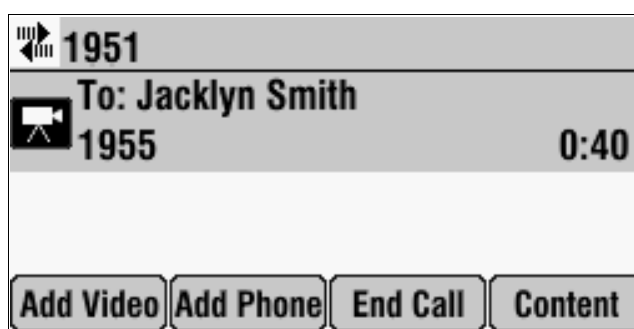 1951
To: Jacklyn Smith
1955 0:40
Add Video Add Phone End Call Content